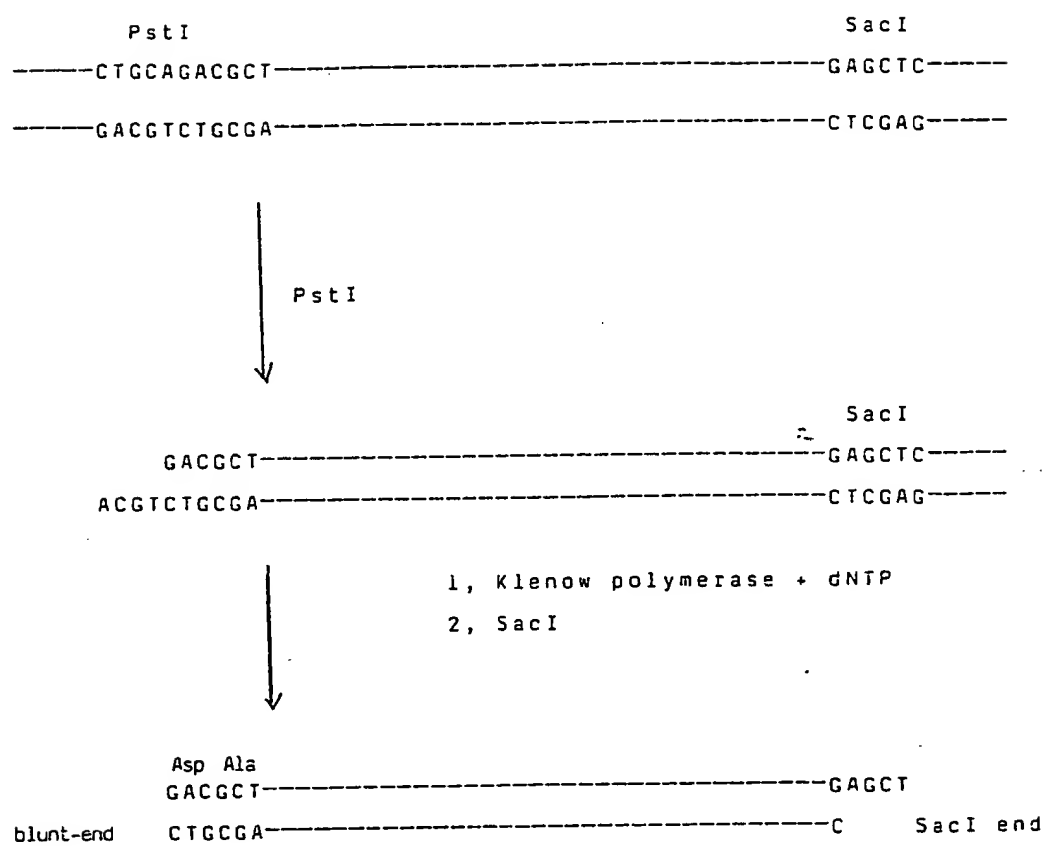 PstI SacI
-----CTGCAGACGCT------------------------------------GAGCTC-----
-----GACGTCTGCGA------------------------------------CTCGAG-----
PstI
SacI
GACGCT------------------------------------GAGCTC-----
ACGTCTGCGA------------------------------------CTCGAG-----
1, Klenow polymerase + dNTP
2, SacI
Asp Ala
GACGCT------------------------------------GAGCT
blunt-end CTGCGA------------------------------------C SacI end